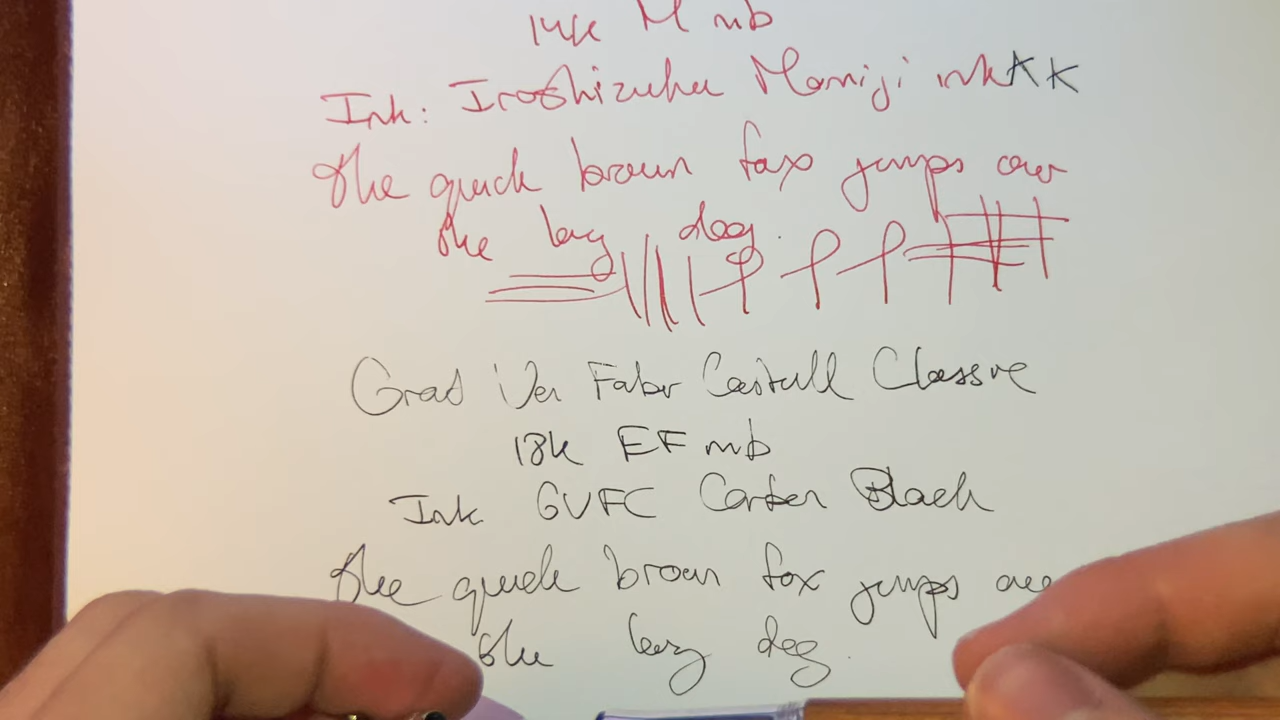 14k M nib
Ink: Iroshizuku Momiji ink K K
The quick brown fox jumps over
the lazy dog.
Graf Von Faber Castell Classic
18k EF nib
Ink GVFC Carbon Black
The quick brown fox jumps over
the lazy dog.